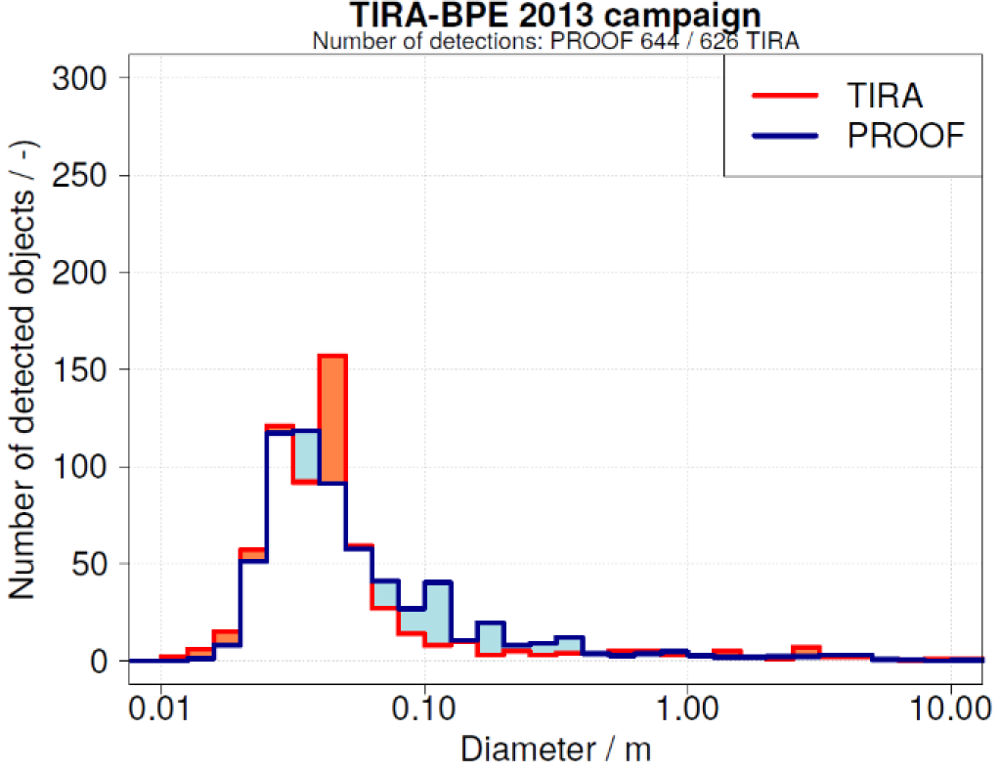 TIRA-BPE 2013 campaign
Number of detections: PROOF 644 / 626 TIRA
TIRA
PROOF
Number of detected objects / -)
300
250
200
150
100
50
0
0.01 0.10 1.00 10.00
Diameter / m